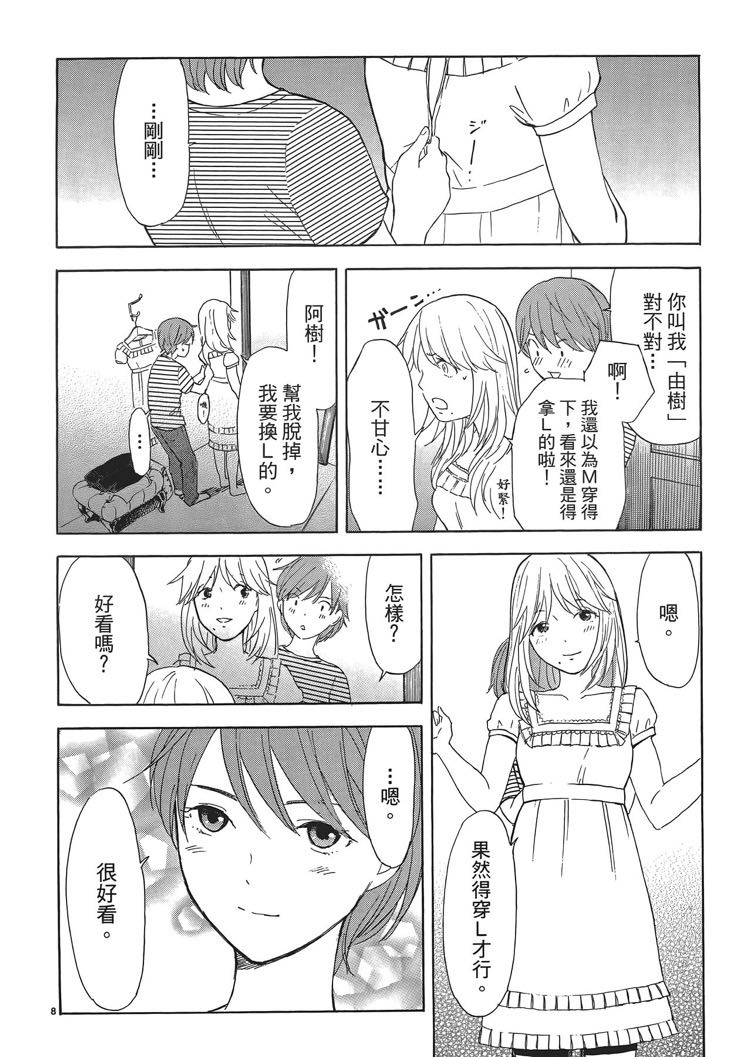 …剛剛…
ジー
你叫我「由樹」
對不對…
啊！
我還以為M穿得
下，看來還是得
拿L的啦！
好緊！
ガーン…
不甘心……
阿樹！
幫我脫掉，
我要換L的。
…
嗯。
果然得穿L才行。
怎樣？
好看嗎？
…嗯。
很好看。
8